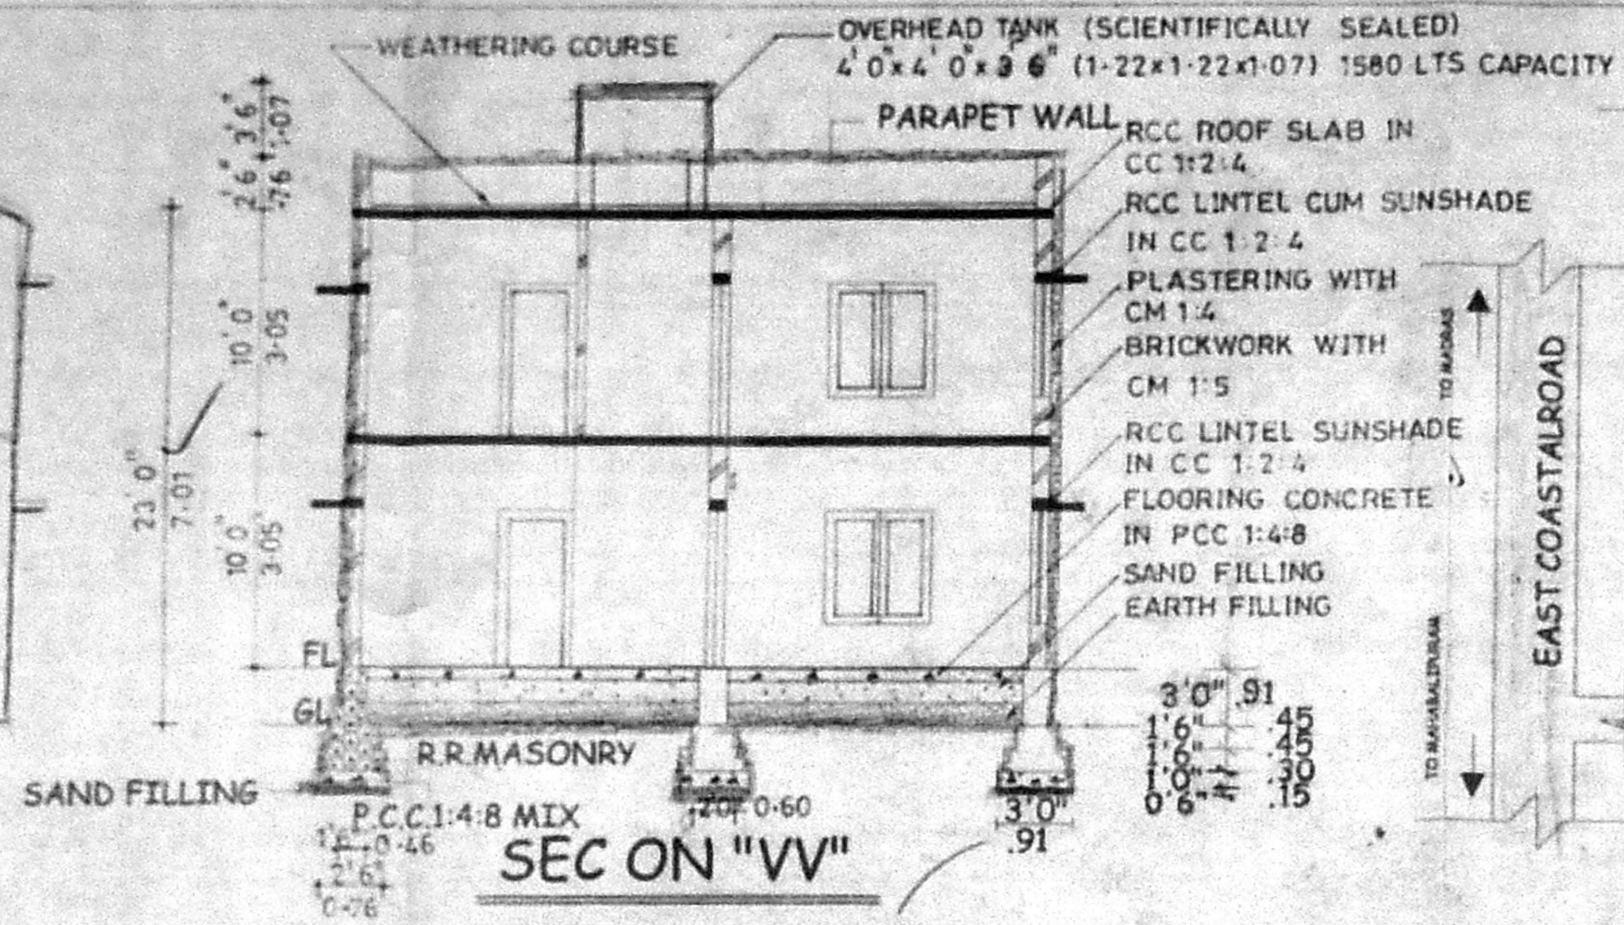 WEATHERING COURSE
OVERHEAD TANK (SCIENTIFICALLY SEALED)
4' 0"x 4' 0"x 3' 6" (1·22x1·22x1·07) 1580 LTS CAPACITY
PARAPET WALL
RCC ROOF SLAB IN
CC 1:2:4
RCC LINTEL CUM SUNSHADE
IN CC 1:2:4
PLASTERING WITH
CM 1:4
BRICKWORK WITH
CM 1:5
RCC LINTEL SUNSHADE
IN CC 1:2:4
FLOORING CONCRETE
IN PCC 1:4:8
SAND FILLING
EARTH FILLING
3'6"
1·07
2'6"
·76
10' 0"
3·05
23' 0"
7·01
10' 0"
3·05
FL
GL
R.R.MASONRY
SAND FILLING
P.C.C.1:4:8 MIX
0·46
2'6"
0·76
0·60
3'0"
.91
3'0" .91
1'6" .45
1'6" .45
1'0" .30
0'6" .15
SEC ON "VV"
TO MADRAS
EAST COASTALROAD
TO MAHABALIPURAM